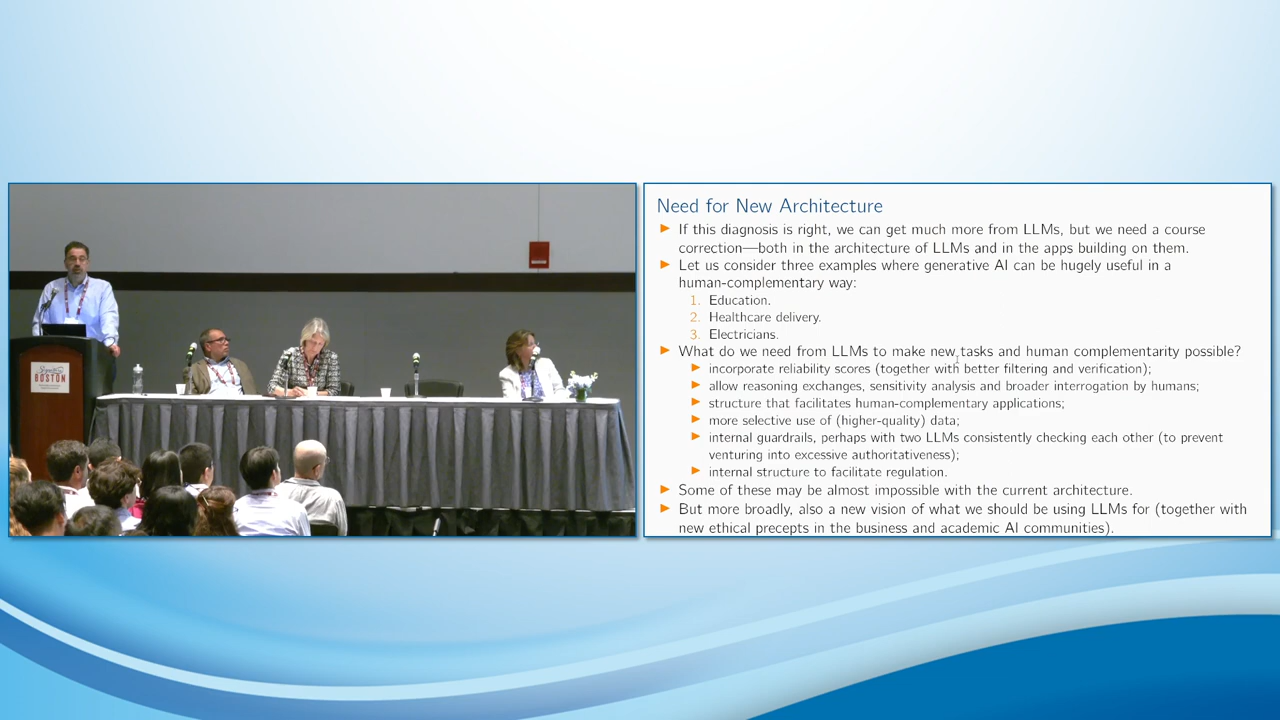 BOSTON
Need for New Architecture
► If this diagnosis is right, we can get much more from LLMs, but we need a course
correction—both in the architecture of LLMs and in the apps building on them.
► Let us consider three examples where generative AI can be hugely useful in a
human-complementary way:
1. Education.
2. Healthcare delivery.
3. Electricians.
► What do we need from LLMs to make new tasks and human complementarity possible?
► incorporate reliability scores (together with better filtering and verification);
► allow reasoning exchanges, sensitivity analysis and broader interrogation by humans;
► structure that facilitates human-complementary applications;
► more selective use of (higher-quality) data;
► internal guardrails, perhaps with two LLMs consistently checking each other (to prevent
venturing into excessive authoritativeness);
► internal structure to facilitate regulation.
► Some of these may be almost impossible with the current architecture.
► But more broadly, also a new vision of what we should be using LLMs for (together with
new ethical precepts in the business and academic AI communities).